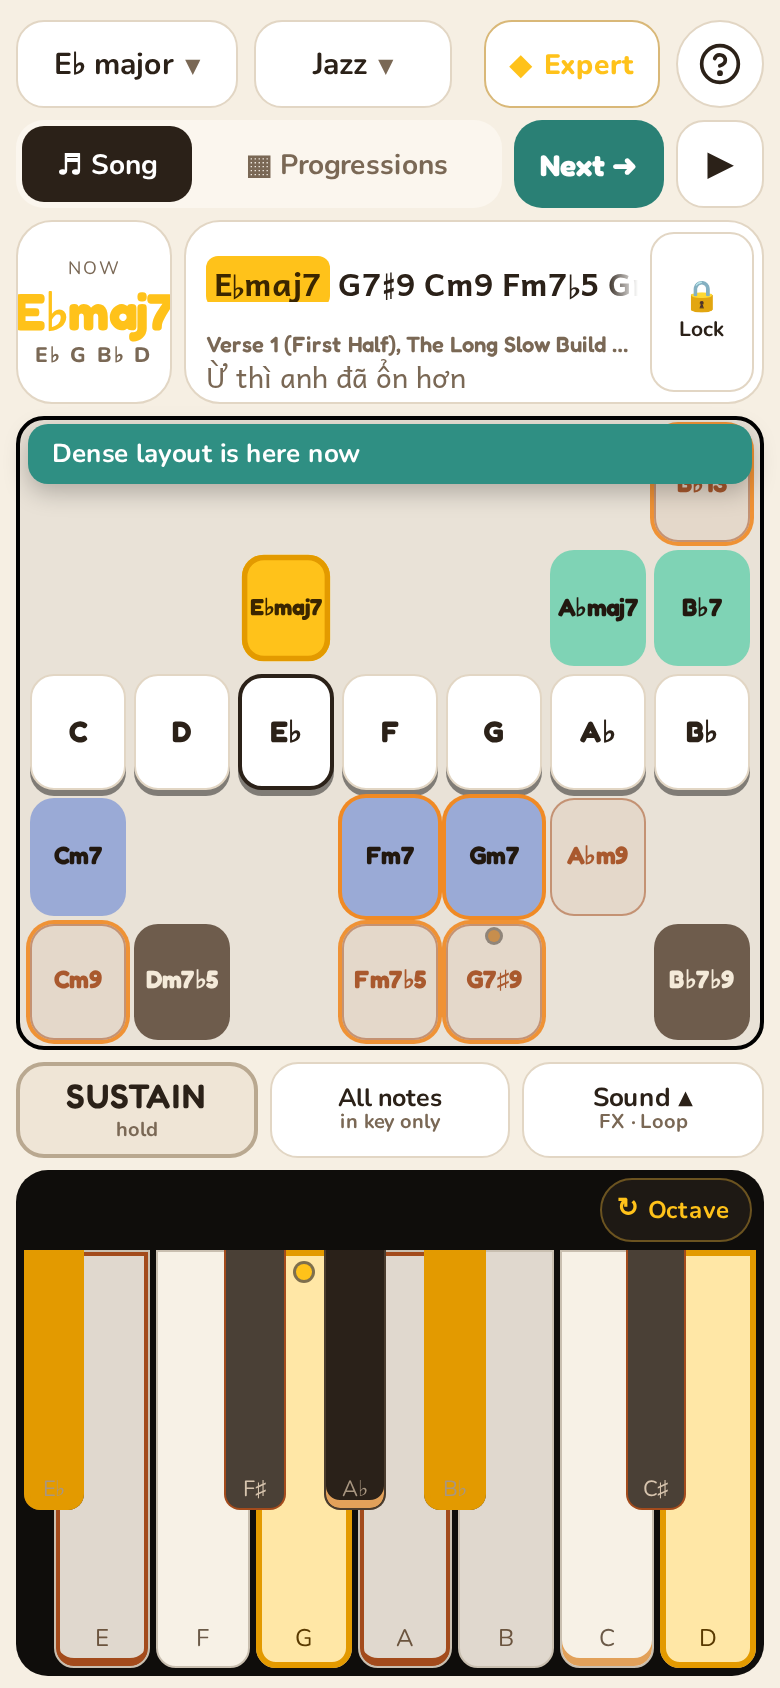 E♭ major ▾
Jazz ▾
◆ Expert
?
♬ Song
▦ Progressions
Next ➜
▶
NOW
E♭maj7
E♭ G B♭ D
E♭maj7 G7♯9 Cm9 Fm7♭5
Verse 1 (First Half), The Long Slow Build ...
Ừ thì anh đã ổn hơn
🔒
Lock
Dense layout is here now
E♭maj7 A♭maj7 B♭7
C D E♭ F G A♭ B♭
Cm7 Fm7 Gm7 A♭m9
Cm9 Dm7♭5 Fm7♭5 G7♯9 B♭7♭9
SUSTAIN
hold
All notes
in key only
Sound ▴
FX · Loop
↻ Octave
E♭ F♯ A♭ B♭ C♯
E F G A B C D